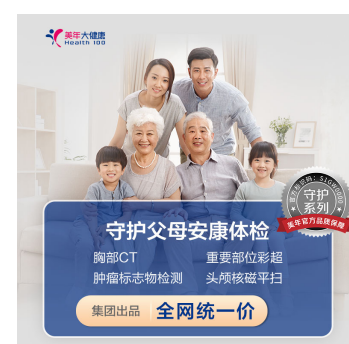 美年大健康
Health 100
守护
系列
美年官方品质保障
守护父母安康体检
胸部CT
重要部位彩超
肿瘤标志物检测
头颅核磁平扫
集团出品
全网统一价